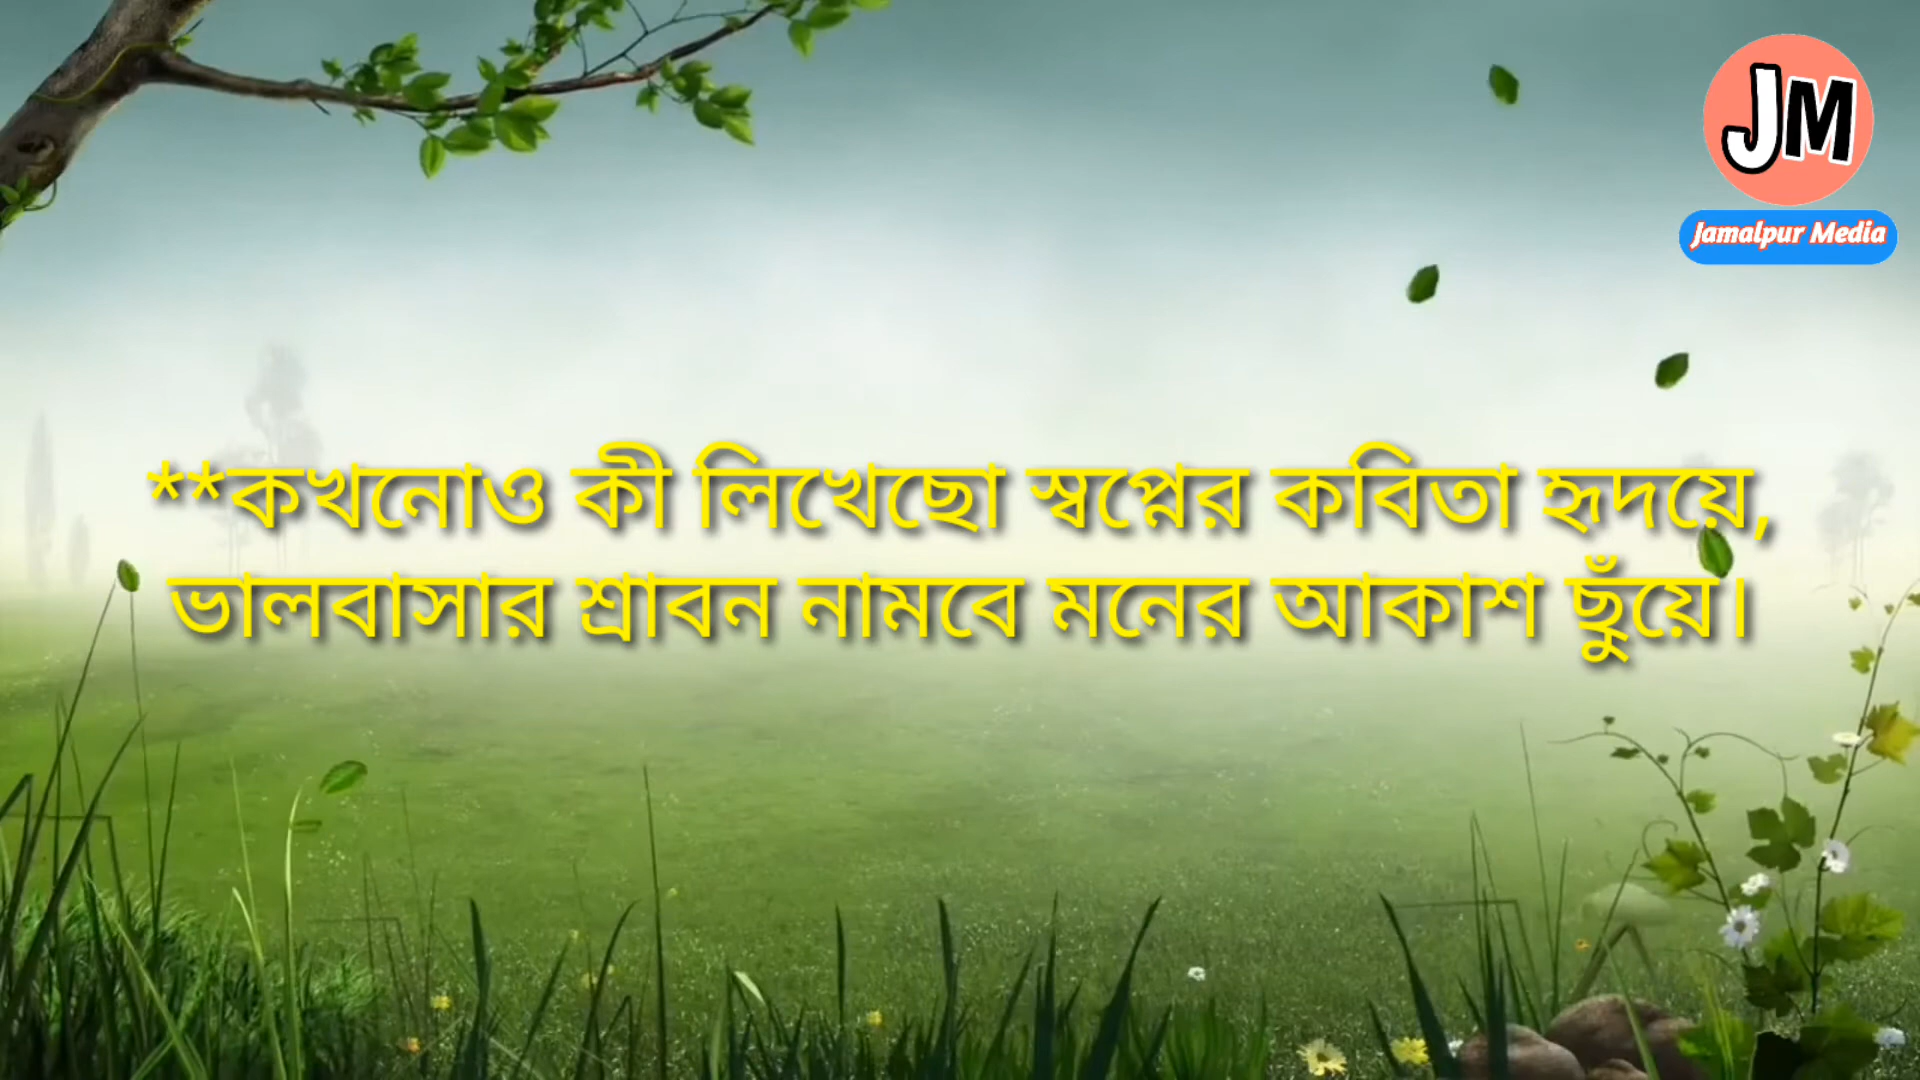 JM
Jamalpur Media
**কখনোও কী লিখেছো স্বপ্নের কবিতা হৃদয়ে,
ভালবাসার শ্রাবন নামবে মনের আকাশ ছুঁয়ে।